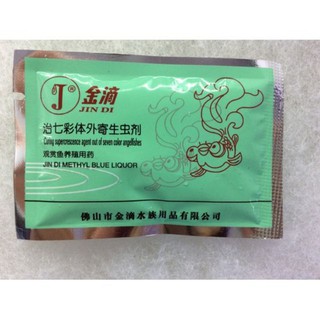 J®
金滴
JIN DI
治七彩体外寄生虫剂
Curing superexcrescence agent out of seven color angelfishes
观赏鱼养殖用药
JIN DI METHYL BLUE LIQUOR
佛山市金滴水族用品有限公司